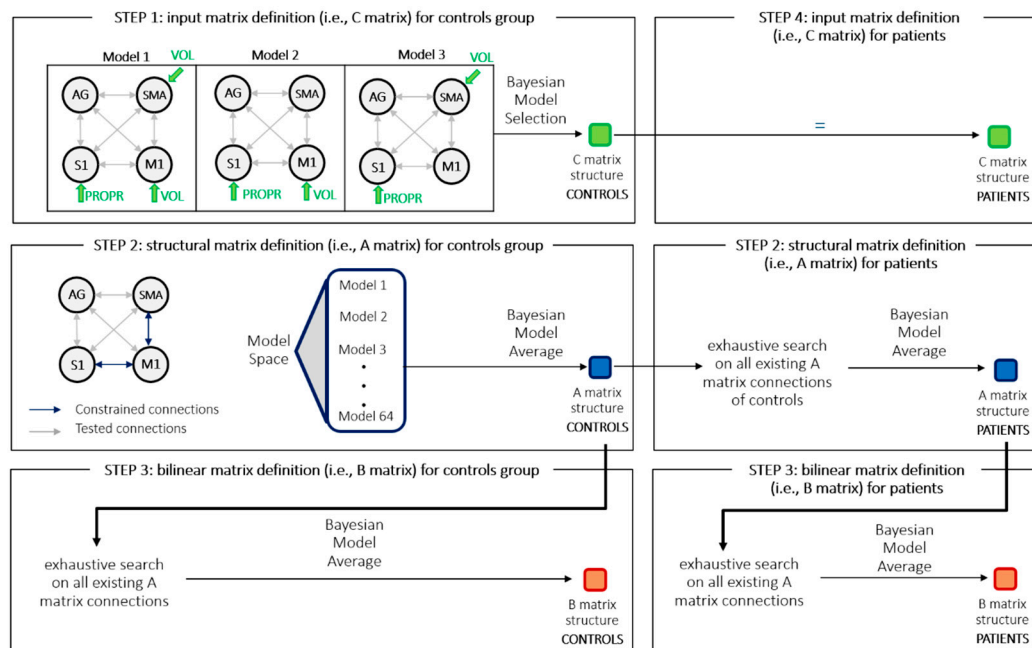 STEP 1: input matrix definition (i.e., C matrix) for controls group
Model 1
VOL
Model 2
Model 3
VOL
AG
SMA
AG
SMA
AG
SMA
S1
M1
S1
M1
S1
M1
PROPR
VOL
PROPR
VOL
PROPR
Bayesian
Model
Selection
C matrix
structure
CONTROLS
=
STEP 4: input matrix definition
(i.e., C matrix) for patients
C matrix
structure
PATIENTS
STEP 2: structural matrix definition (i.e., A matrix) for controls group
AG
SMA
S1
M1
Constrained connections
Tested connections
Model
Space
Model 1
Model 2
Model 3
Model 64
Bayesian
Model
Average
A matrix
structure
CONTROLS
STEP 2: structural matrix definition
(i.e., A matrix) for patients
exhaustive search
on all existing A
matrix connections
of controls
Bayesian
Model
Average
A matrix
structure
PATIENTS
STEP 3: bilinear matrix definition (i.e., B matrix) for controls group
exhaustive search
on all existing A
matrix connections
Bayesian
Model
Average
B matrix
structure
CONTROLS
STEP 3: bilinear matrix definition
(i.e., B matrix) for patients
exhaustive search
on all existing A
matrix connections
Bayesian
Model
Average
B matrix
structure
PATIENTS